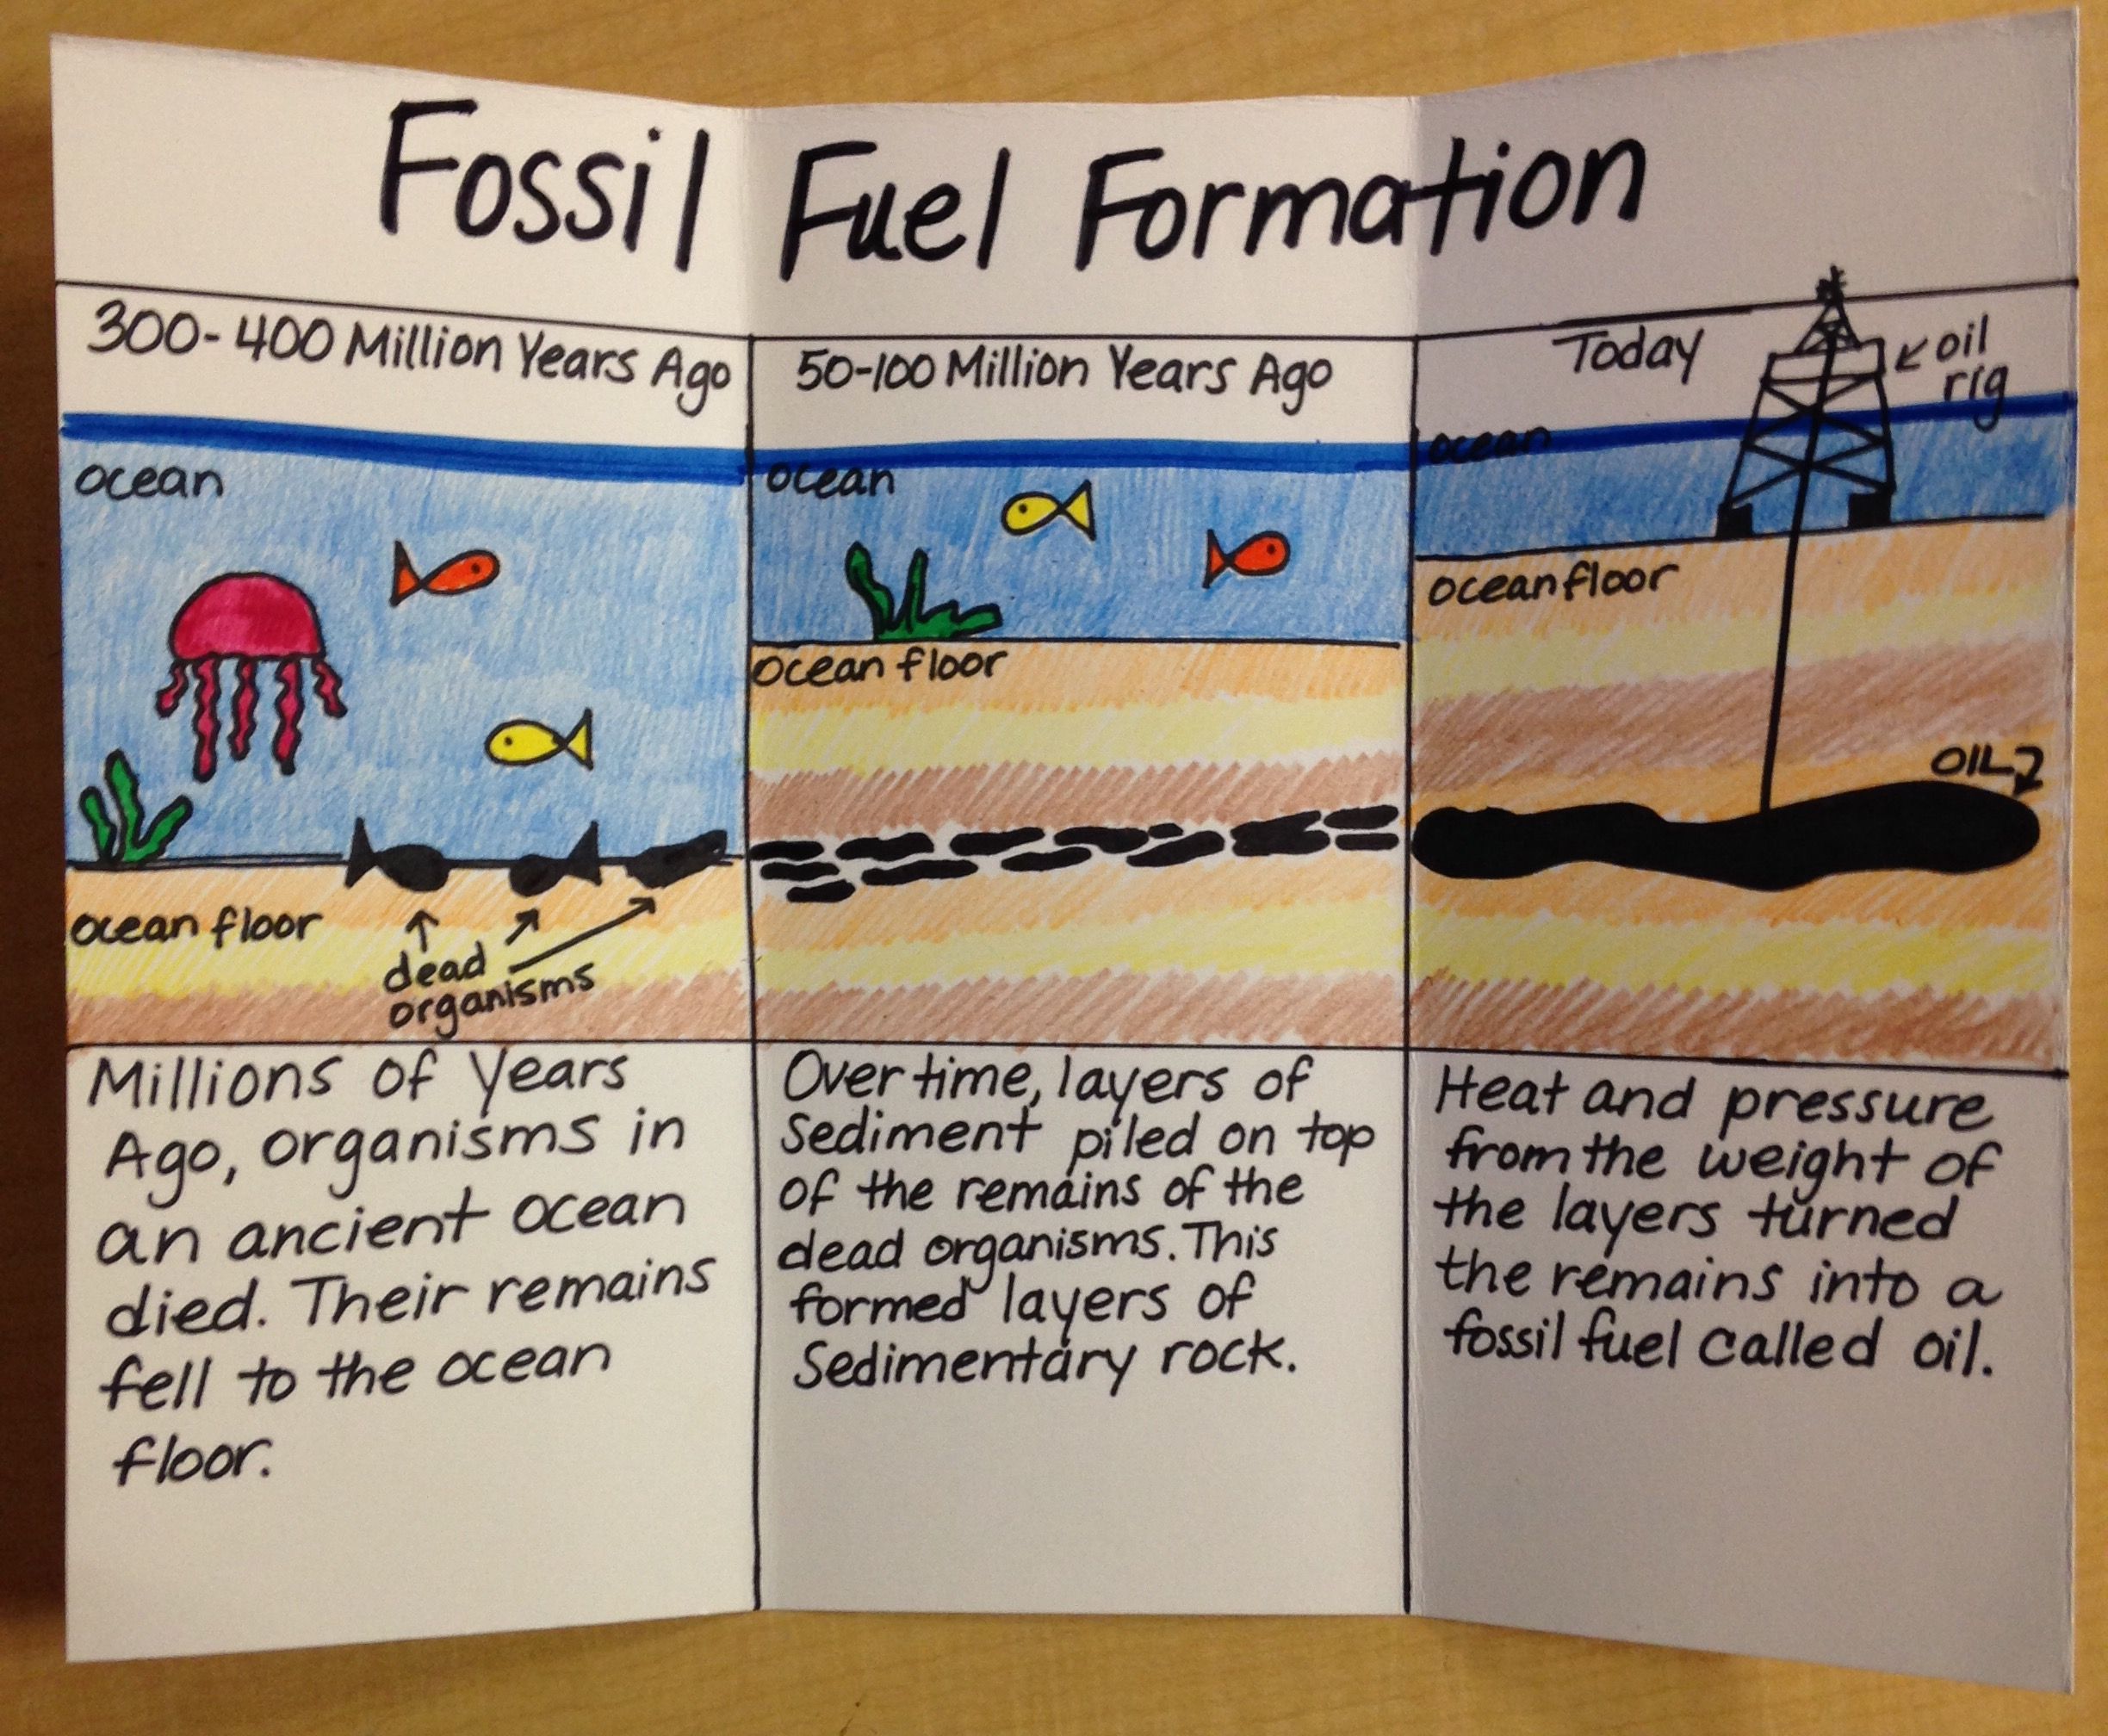 Fossil Fuel Formation
300-400 Million Years Ago
ocean
ocean floor
dead
organisms
Millions of Years
Ago, organisms in
an ancient ocean
died. Their remains
fell to the ocean
floor.
50-100 Million Years Ago
ocean
ocean floor
Over time, layers of
Sediment piled on top
of the remains of the
dead organisms. This
formed layers of
Sedimentary rock.
Today
oil
rig
ocean
ocean floor
OIL
Heat and pressure
from the weight of
the layers turned
the remains into a
fossil fuel called oil.